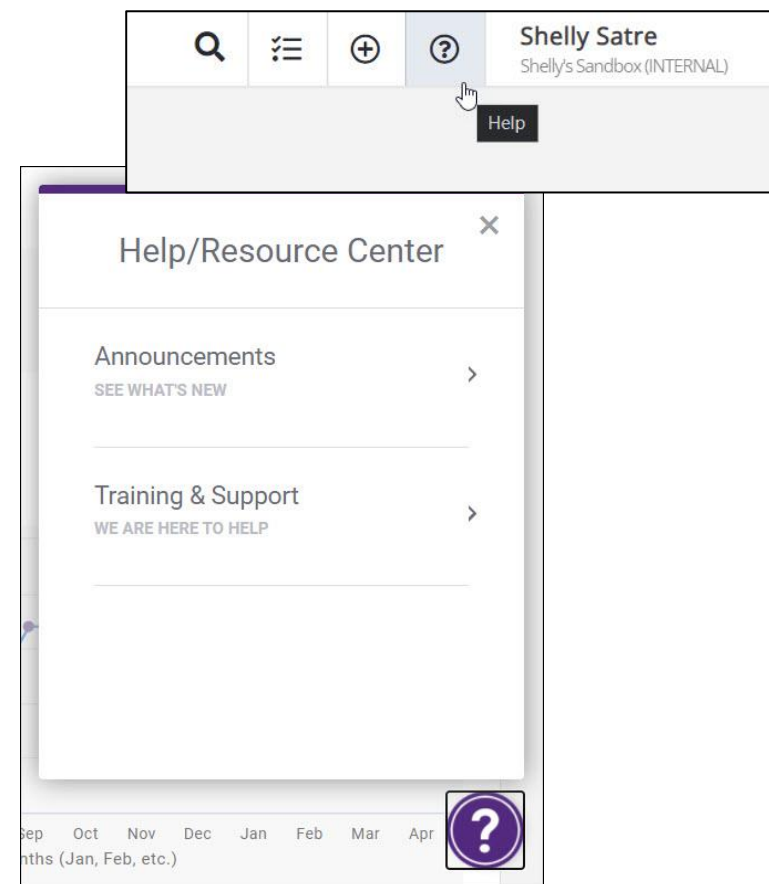 Shelly Satre
Shelly's Sandbox (INTERNAL)
Help
Help/Resource Center
Announcements
SEE WHAT'S NEW
Training & Support
WE ARE HERE TO HELP
Sep Oct Nov Dec Jan Feb Mar Apr
nths (Jan, Feb, etc.)